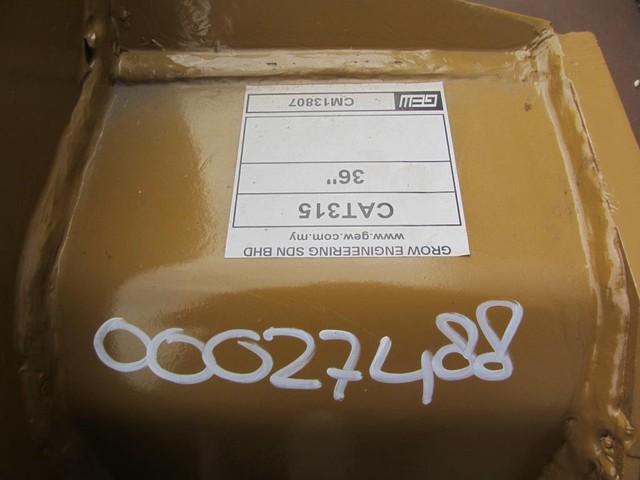 GROW ENGINEERING SDN BHD
www.gew.com.my
CAT315
36"
GEW CM13807
00027488